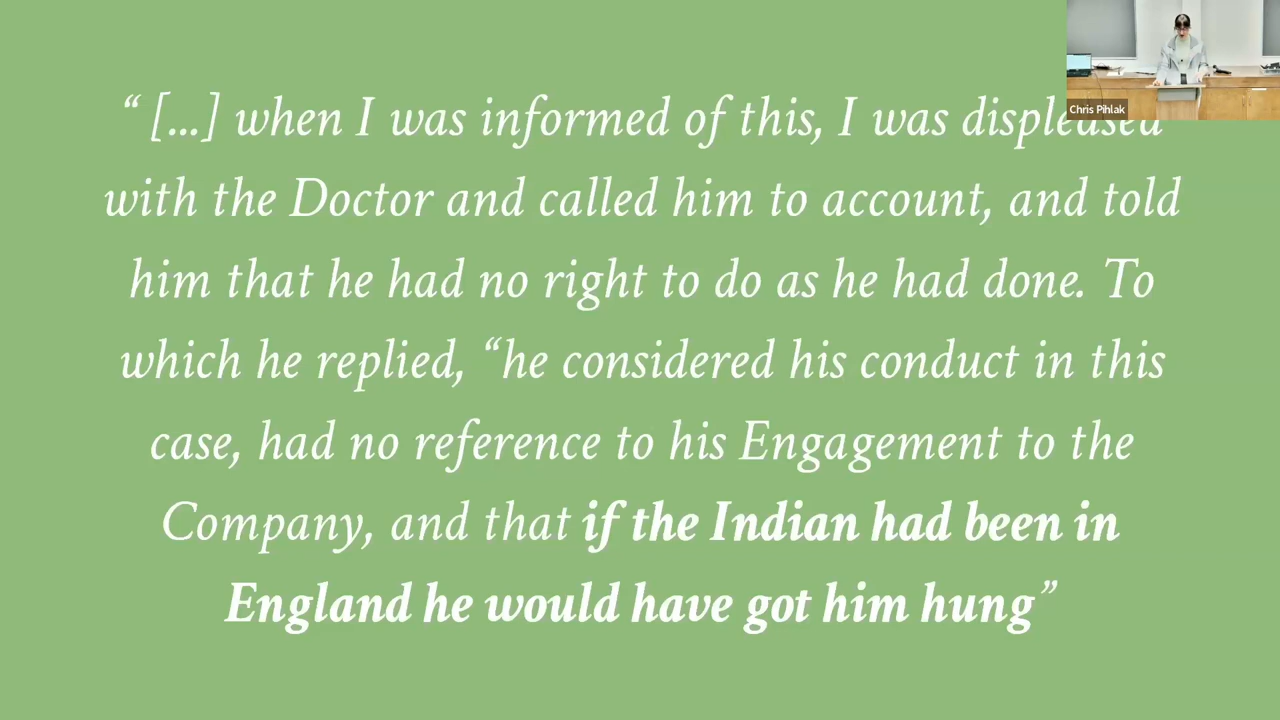 “ [...] when I was informed of this, I was displeased
with the Doctor and called him to account, and told
him that he had no right to do as he had done. To
which he replied, “he considered his conduct in this
case, had no reference to his Engagement to the
Company, and that if the Indian had been in
England he would have got him hung”
Chris Pihlak